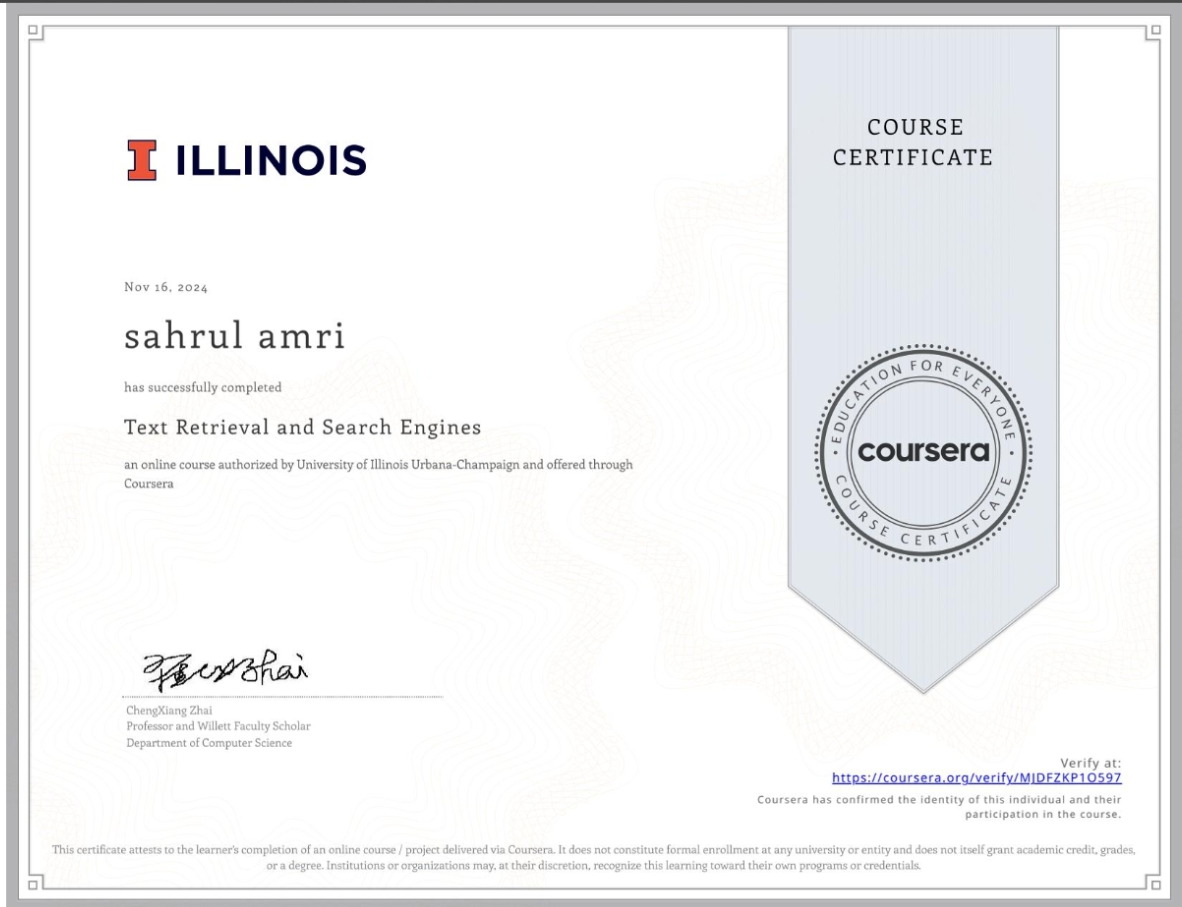 ILLINOIS
COURSE
CERTIFICATE
Nov 16, 2024
sahrul amri
has successfully completed
Text Retrieval and Search Engines
an online course authorized by University of Illinois Urbana-Champaign and offered through
Coursera
EDUCATION FOR EVERYONE
coursera
COURSE CERTIFICATE
Zhai
ChengXiang Zhai
Professor and Willett Faculty Scholar
Department of Computer Science
Verify at:
https://coursera.org/verify/MJDFZKP1O597
Coursera has confirmed the identity of this individual and their
participation in the course.
This certificate attests to the learner's completion of an online course / project delivered via Coursera. It does not constitute formal enrollment at any university or entity and does not itself grant academic credit, grades,
or a degree. Institutions or organizations may, at their discretion, recognize this learning toward their own programs or credentials.